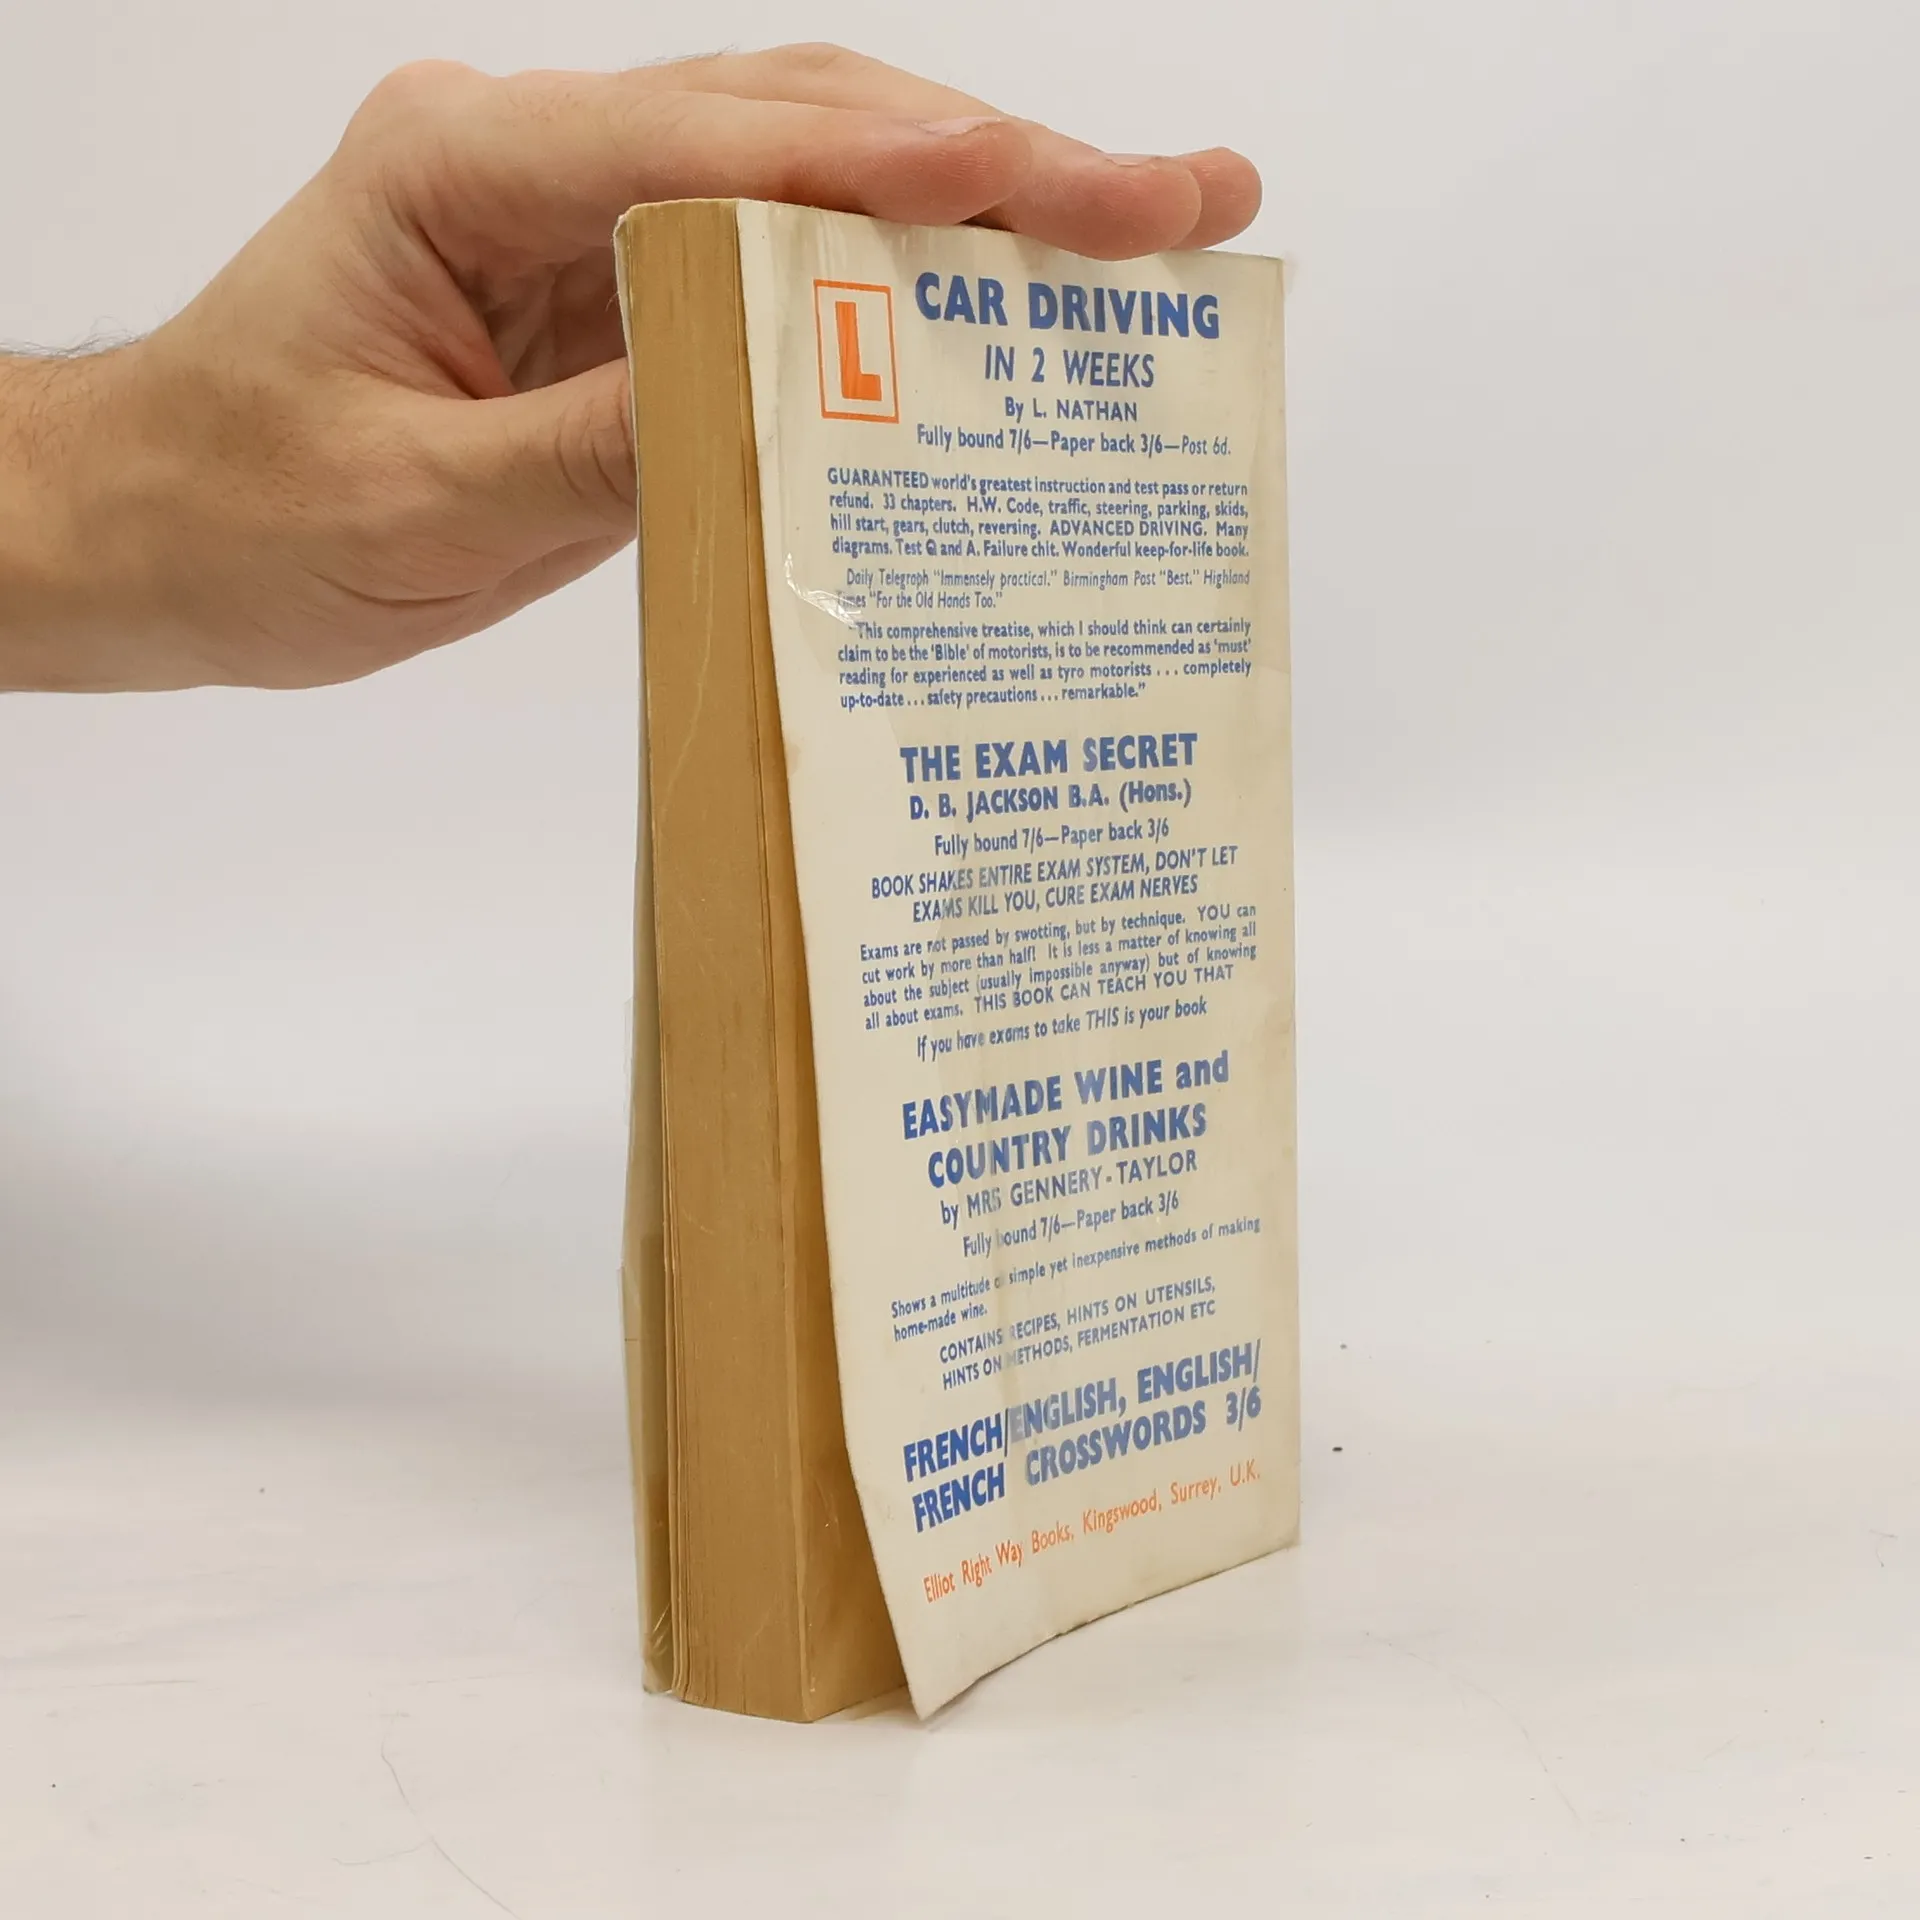 L
CAR DRIVING
IN 2 WEEKS
By L. NATHAN
Fully bound 7/6—Paper back 3/6—Post 6d.
GUARANTEED world's greatest instruction and test pass or return
refund. 33 chapters. H.W. Code, traffic, steering, parking, skids,
hill start, gears, clutch, reversing. ADVANCED DRIVING. Many
diagrams. Test Q and A. Failure chit. Wonderful keep-for-life book.
Daily Telegraph "Immensely practical." Birmingham Post "Best." Highland
Times "For the Old Hands Too."
"This comprehensive treatise, which I should think can certainly
claim to be the 'Bible' of motorists, is to be recommended as 'must'
reading for experienced as well as tyro motorists . . . completely
up-to-date . . . safety precautions . . . remarkable."
THE EXAM SECRET
D. B. JACKSON B.A. (Hons.)
Fully bound 7/6—Paper back 3/6
BOOK SHAKES ENTIRE EXAM SYSTEM, DON'T LET
EXAMS KILL YOU, CURE EXAM NERVES
Exams are not passed by swotting, but by technique. YOU can
cut work by more than half! It is less a matter of knowing all
about the subject (usually impossible anyway) but of knowing
all about exams. THIS BOOK CAN TEACH YOU THAT
If you have exams to take THIS is your book
EASYMADE WINE and
COUNTRY DRINKS
by MRS GENNERY-TAYLOR
Fully bound 7/6—Paper back 3/6
Shows a multitude of simple yet inexpensive methods of making
home-made wine.
CONTAINS RECIPES, HINTS ON UTENSILS,
HINTS ON METHODS, FERMENTATION ETC
FRENCH/ENGLISH, ENGLISH/
FRENCH CROSSWORDS 3/6
Elliot Right Way Books, Kingswood, Surrey, U.K.